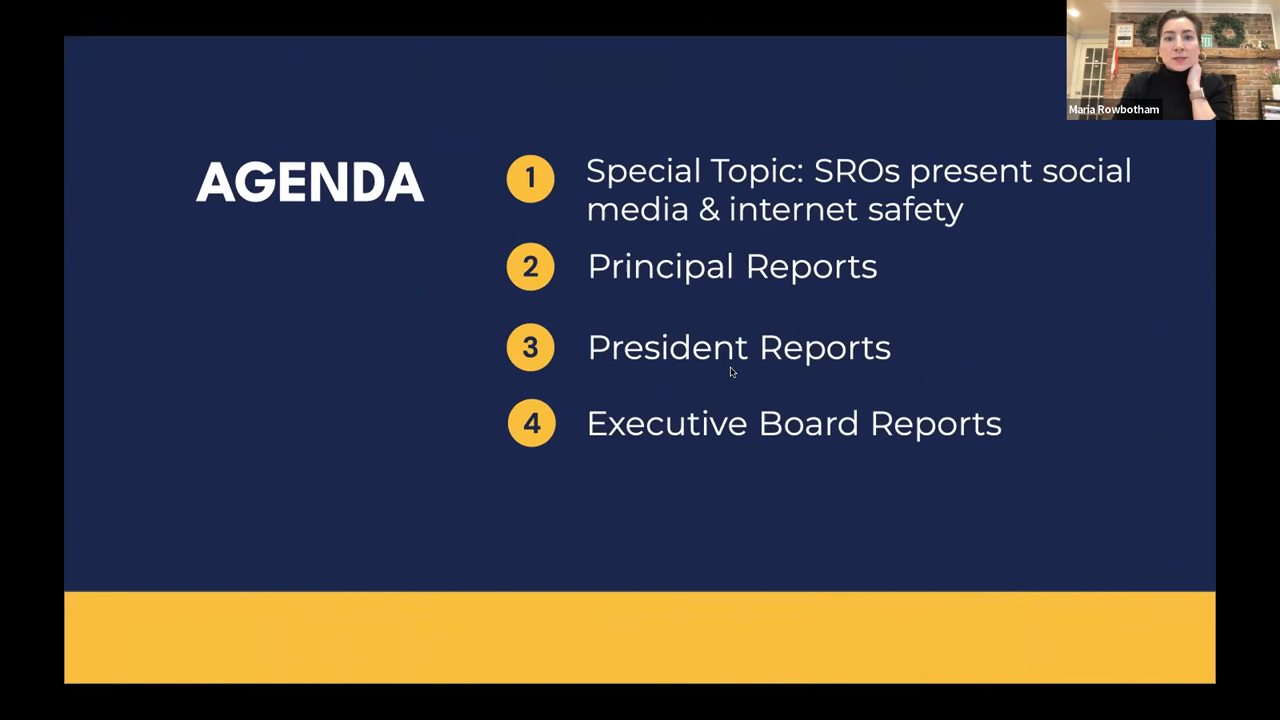 Maria Rowbotham
AGENDA
1
Special Topic: SROs present social
media & internet safety
2
Principal Reports
3
President Reports
4
Executive Board Reports